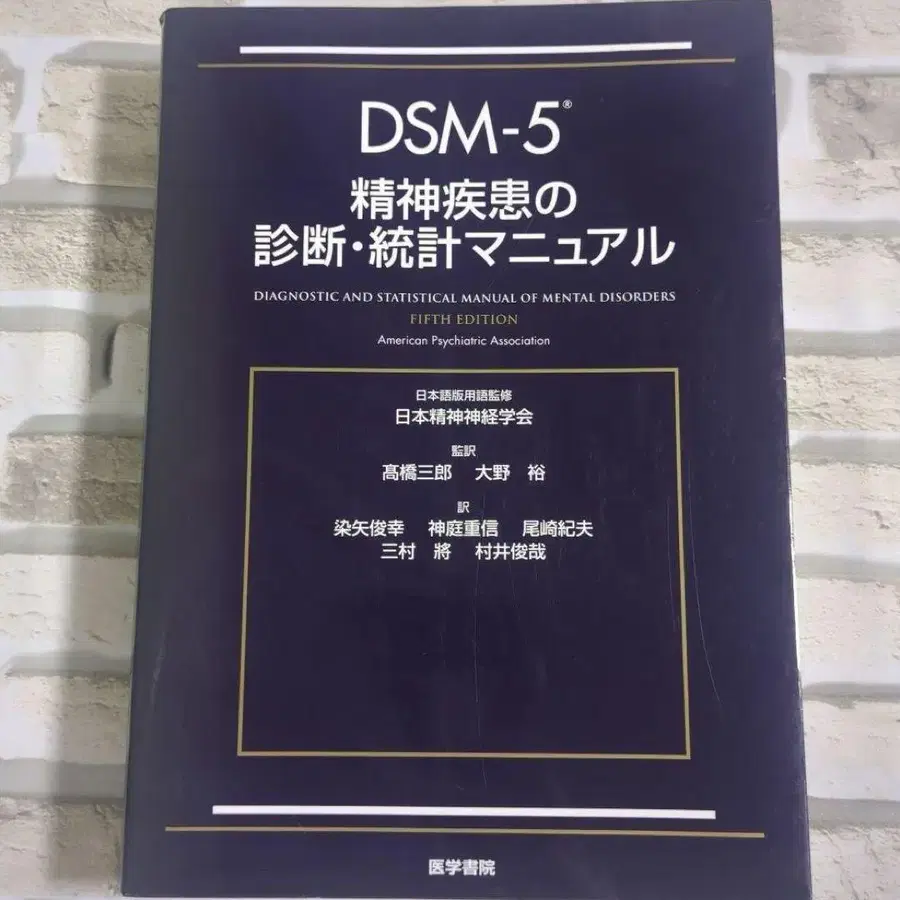 DSM-5®
精神疾患の
診断・統計マニュアル
DIAGNOSTIC AND STATISTICAL MANUAL OF MENTAL DISORDERS
FIFTH EDITION
American Psychiatric Association
日本語版用語監修
日本精神神経学会
監訳
髙橋三郎 大野 裕
訳
染矢俊幸 神庭重信 尾崎紀夫
三村 將 村井俊哉
医学書院